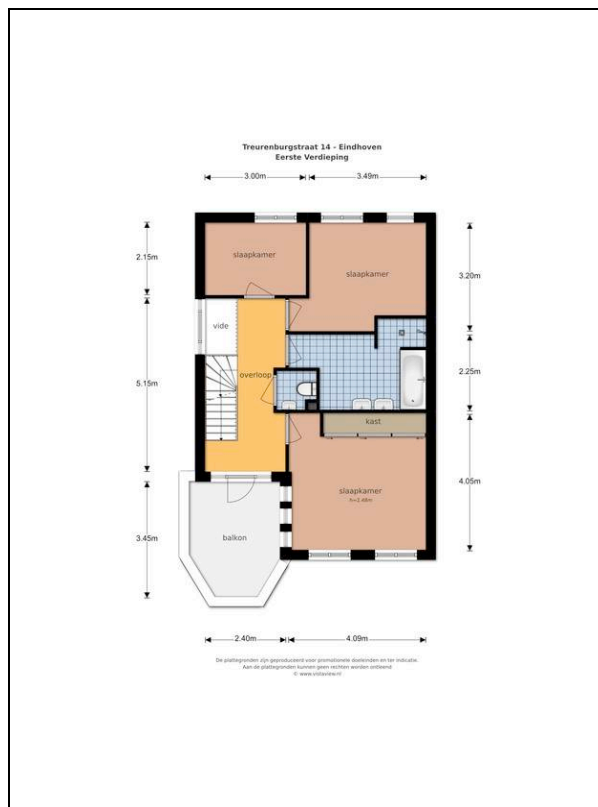 Treurenburgstraat 14 - Eindhoven
Eerste Verdieping
3.00m
3.49m
slaapkamer
2.15m
slaapkamer
3.20m
vide
overloop
5.15m
2.25m
kast
slaapkamer
h=2.48m
4.05m
balkon
3.45m
2.40m
4.09m
De plattegronden zijn geproduceerd voor promotionele doeleinden en ter indicatie.
Aan de plattegronden kunnen geen rechten worden ontleend
© www.vistaview.nl